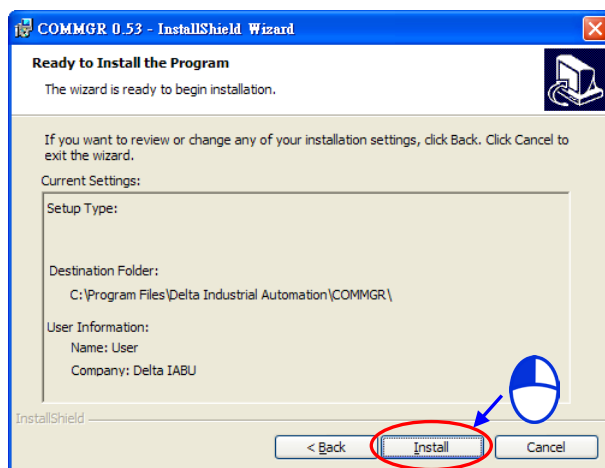 COMMGR 0.53 - InstallShield Wizard
Ready to Install the Program
The wizard is ready to begin installation.
If you want to review or change any of your installation settings, click Back. Click Cancel to
exit the wizard.
Current Settings:
Setup Type:
Destination Folder:
C:\Program Files\Delta Industrial Automation\COMMGR\
User Information:
Name: User
Company: Delta IABU
InstallShield
< Back Install Cancel